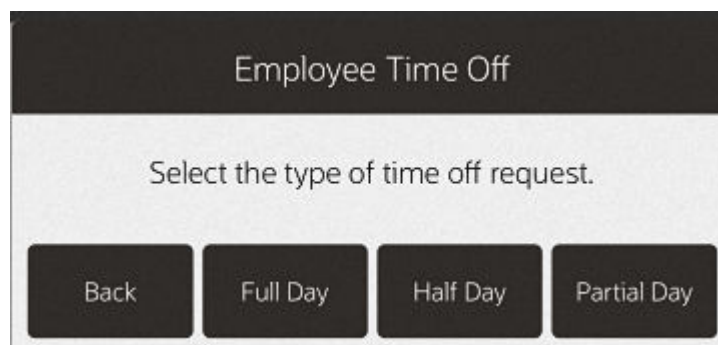 Employee Time Off
Select the type of time off request.
Back Full Day Half Day Partial Day